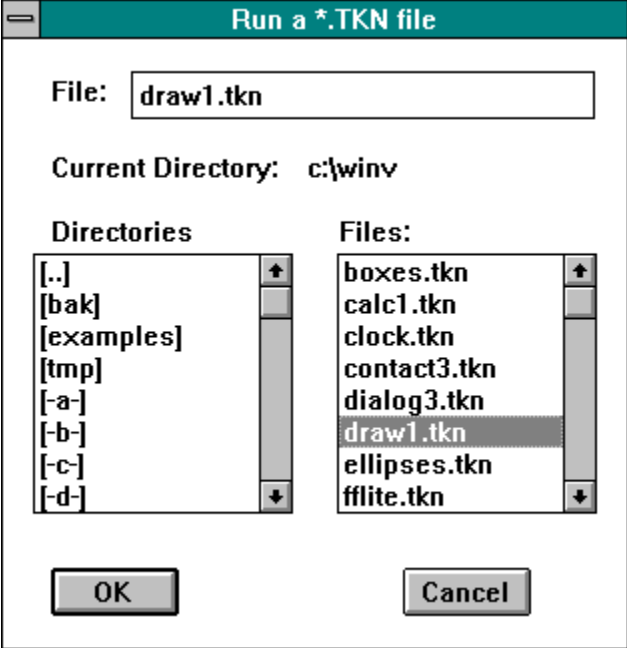 Run a *.TKN file
File: draw1.tkn
Current Directory: c:\winv
Directories
[..]
[bak]
[examples]
[tmp]
[-a-]
[-b-]
[-c-]
[-d-]
Files:
boxes.tkn
calc1.tkn
clock.tkn
contact3.tkn
dialog3.tkn
draw1.tkn
ellipses.tkn
fflite.tkn
OK
Cancel